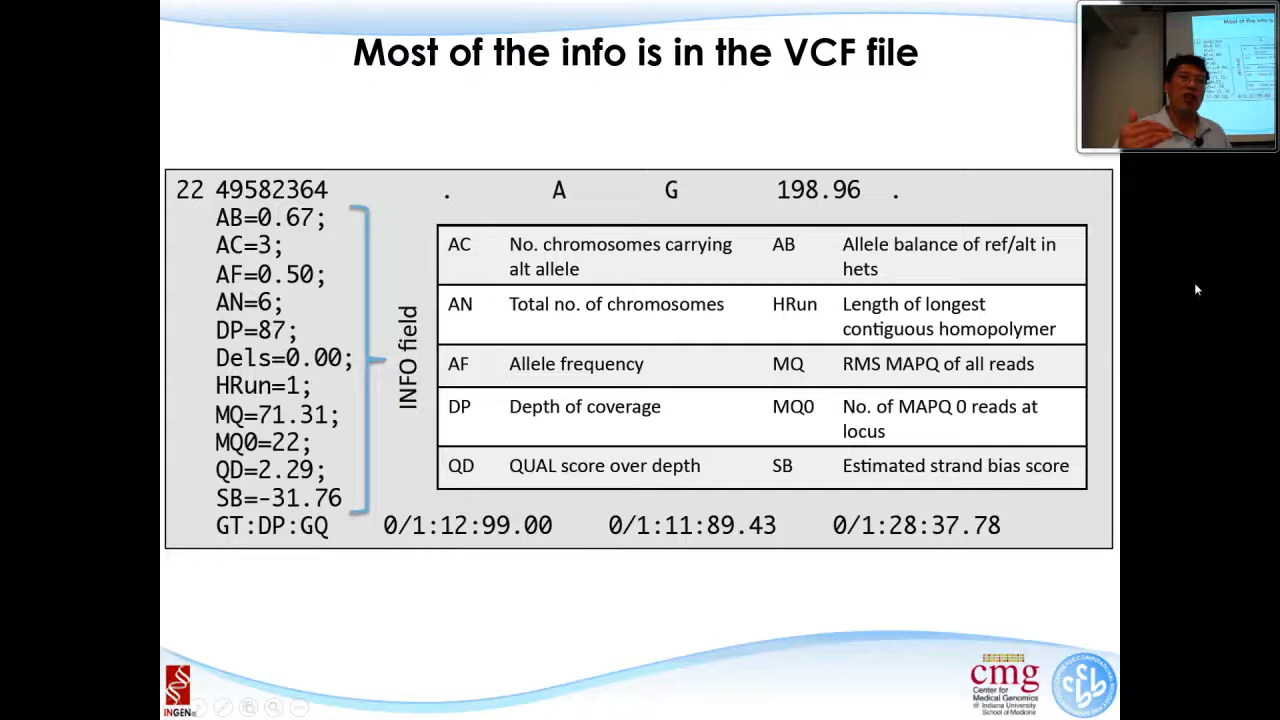 Most of the info is in the VCF file
22 49582364 . A G 198.96 .
AB=0.67;
AC=3;
AF=0.50;
AN=6;
DP=87;
Dels=0.00;
HRun=1;
MQ=71.31;
MQ0=22;
QD=2.29;
SB=-31.76
INFO field
AC No. chromosomes carrying alt allele AB Allele balance of ref/alt in hets
AN Total no. of chromosomes HRun Length of longest contiguous homopolymer
AF Allele frequency MQ RMS MAPQ of all reads
DP Depth of coverage MQ0 No. of MAPQ 0 reads at locus
QD QUAL score over depth SB Estimated strand bias score
GT:DP:GQ 0/1:12:99.00 0/1:11:89.43 0/1:28:37.78
INGEN
cmg
Center for
Medical Genomics
@ Indiana University
School of Medicine